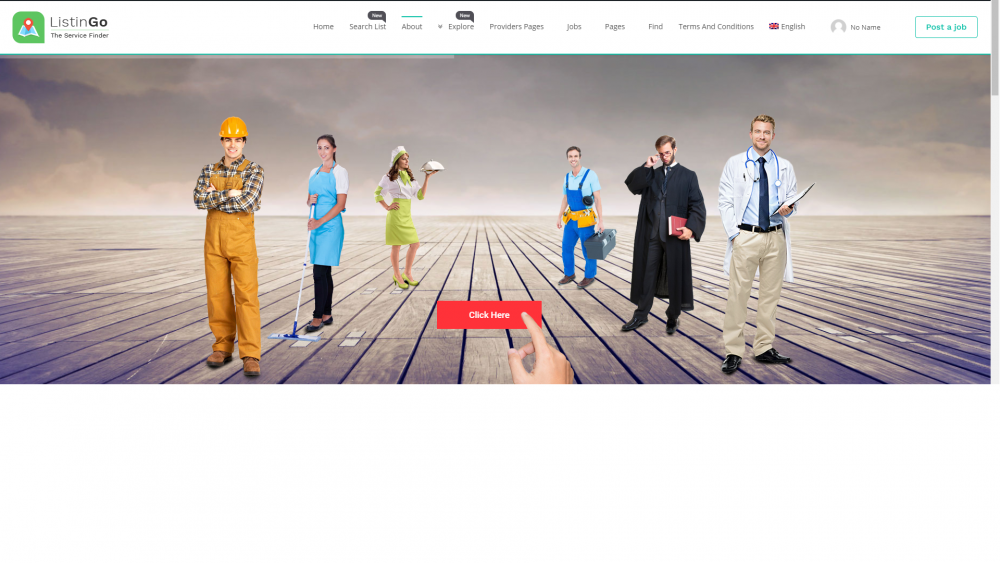 ListinGo
The Service Finder
Home
Search List
New
About
Explore
New
Providers Pages
Jobs
Pages
Find
Terms And Conditions
English
No Name
Post a job
Click Here